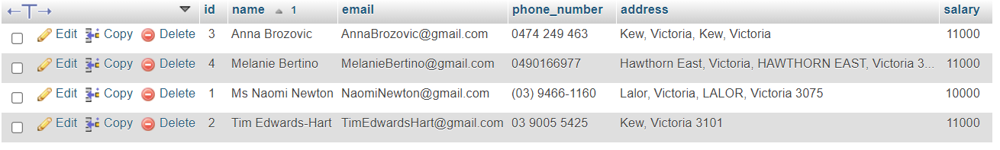 id name 1 email phone_number address salary
Edit Copy Delete 3 Anna Brozovic AnnaBrozovic@gmail.com 0474 249 463 Kew, Victoria, Kew, Victoria 11000
Edit Copy Delete 4 Melanie Bertino MelanieBertino@gmail.com 0490166977 Hawthorn East, Victoria, HAWTHORN EAST, Victoria 3... 11000
Edit Copy Delete 1 Ms Naomi Newton NaomiNewton@gmail.com (03) 9466-1160 Lalor, Victoria, LALOR, Victoria 3075 10000
Edit Copy Delete 2 Tim Edwards-Hart TimEdwardsHart@gmail.com 03 9005 5425 Kew, Victoria 3101 11000